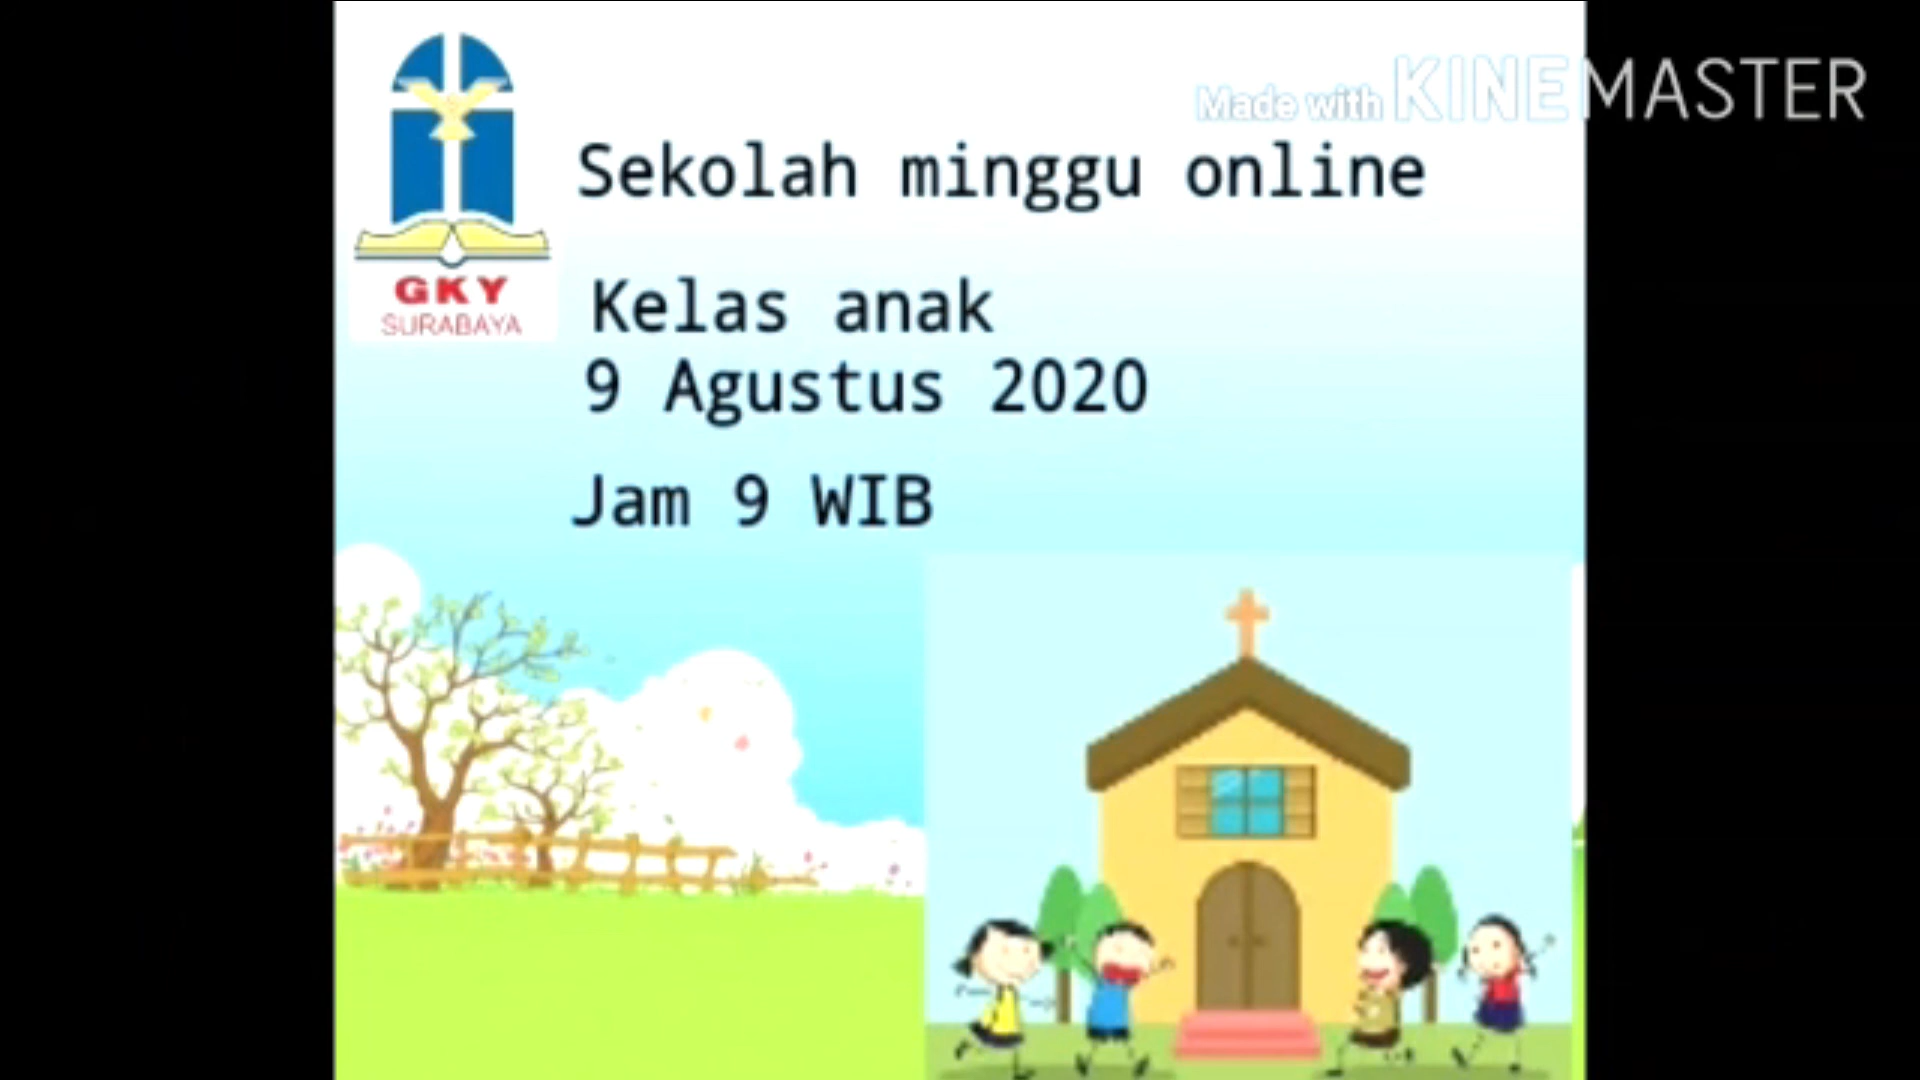 Made with KINEMASTER
Sekolah minggu online
GKY
SURABAYA
Kelas anak
9 Agustus 2020
Jam 9 WIB